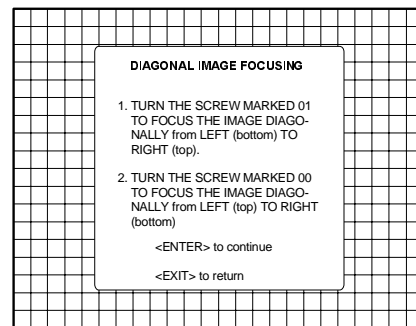 DIAGONAL IMAGE FOCUSING
1. TURN THE SCREW MARKED 01
TO FOCUS THE IMAGE DIAGO-
NALLY from LEFT (bottom) TO
RIGHT (top).
2. TURN THE SCREW MARKED 00
TO FOCUS THE IMAGE DIAGO-
NALLY from LEFT (top) TO RIGHT
(bottom)
<ENTER> to continue
<EXIT> to return